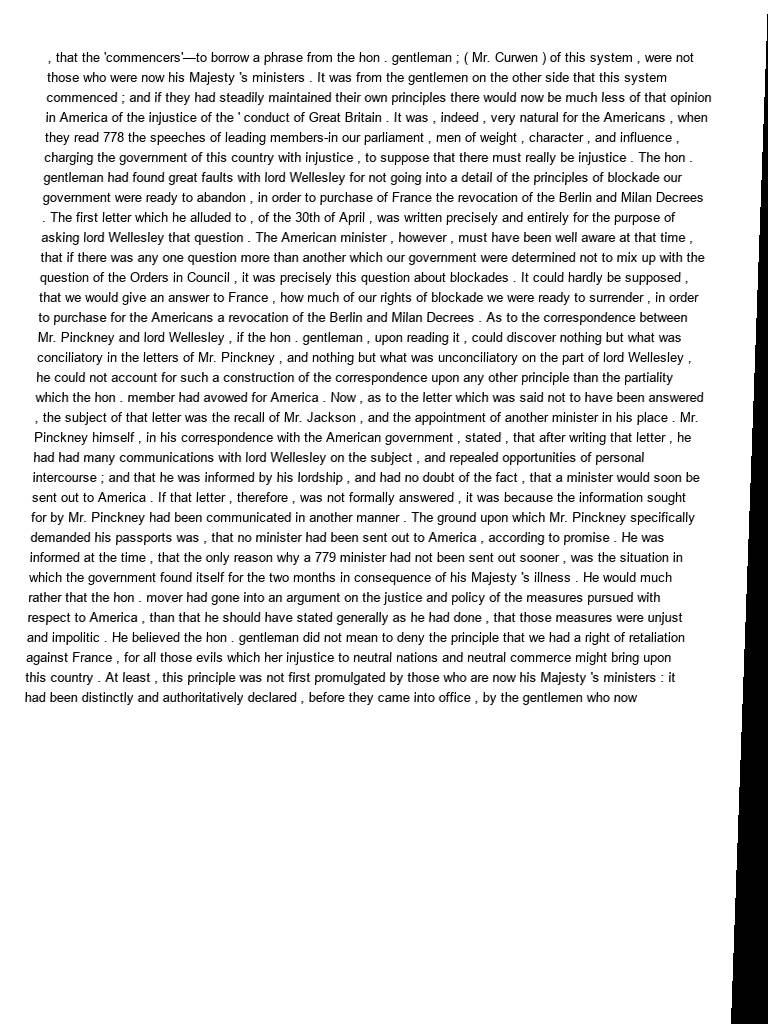 , that the 'commencers'—to borrow a phrase from the hon . gentleman ; ( Mr. Curwen ) of this system , were not
those who were now his Majesty 's ministers . It was from the gentlemen on the other side that this system
commenced ; and if they had steadily maintained their own principles there would now be much less of that opinion
in America of the injustice of the ' conduct of Great Britain . It was , indeed , very natural for the Americans , when
they read 778 the speeches of leading members-in our parliament , men of weight , character , and influence ,
charging the government of this country with injustice , to suppose that there must really be injustice . The hon .
gentleman had found great faults with lord Wellesley for not going into a detail of the principles of blockade our
government were ready to abandon , in order to purchase of France the revocation of the Berlin and Milan Decrees
. The first letter which he alluded to , of the 30th of April , was written precisely and entirely for the purpose of
asking lord Wellesley that question . The American minister , however , must have been well aware at that time ,
that if there was any one question more than another which our government were determined not to mix up with the
question of the Orders in Council , it was precisely this question about blockades . It could hardly be supposed ,
that we would give an answer to France , how much of our rights of blockade we were ready to surrender , in order
to purchase for the Americans a revocation of the Berlin and Milan Decrees . As to the correspondence between
Mr. Pinckney and lord Wellesley , if the hon . gentleman , upon reading it , could discover nothing but what was
conciliatory in the letters of Mr. Pinckney , and nothing but what was unconciliatory on the part of lord Wellesley ,
he could not account for such a construction of the correspondence upon any other principle than the partiality
which the hon . member had avowed for America . Now , as to the letter which was said not to have been answered
, the subject of that letter was the recall of Mr. Jackson , and the appointment of another minister in his place . Mr.
Pinckney himself , in his correspondence with the American government , stated , that after writing that letter , he
had had many communications with lord Wellesley on the subject , and repeated opportunities of personal
intercourse ; and that he was informed by his lordship , and had no doubt of the fact , that a minister would soon be
sent out to America . If that letter , therefore , was not formally answered , it was because the information sought
for by Mr. Pinckney had been communicated in another manner . The ground upon which Mr. Pinckney specifically
demanded his passports was , that no minister had been sent out to America , according to promise . He was
informed at the time , that the only reason why a 779 minister had not been sent out sooner , was the situation in
which the government found itself for the two months in consequence of his Majesty 's illness . He would much
rather that the hon . mover had gone into an argument on the justice and policy of the measures pursued with
respect to America , than that he should have stated generally as he had done , that those measures were unjust
and impolitic . He believed the hon . gentleman did not mean to deny the principle that we had a right of retaliation
against France , for all those evils which her injustice to neutral nations and neutral commerce might bring upon
this country . At least , this principle was not first promulgated by those who are now his Majesty 's ministers : it
had been distinctly and authoritatively declared , before they came into office , by the gentlemen who now